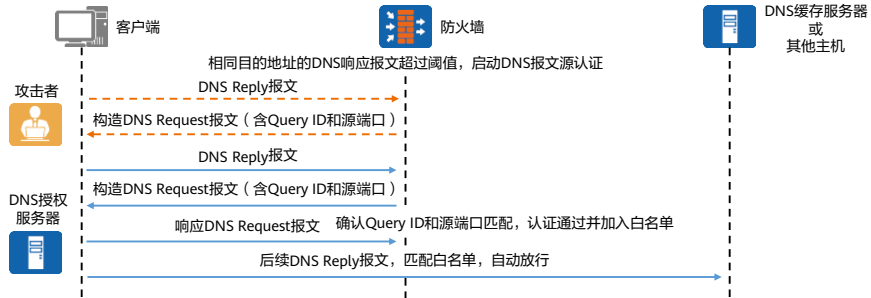 客户端
防火墙
DNS缓存服务器
或
其他主机
相同目的地址的DNS响应报文超过阈值，启动DNS报文源认证
攻击者
DNS Reply报文
构造DNS Request报文（含Query ID和源端口）
DNS Reply报文
构造DNS Request报文（含Query ID和源端口）
DNS授权
服务器
响应DNS Request报文
确认Query ID和源端口匹配，认证通过并加入白名单
后续DNS Reply报文，匹配白名单，自动放行